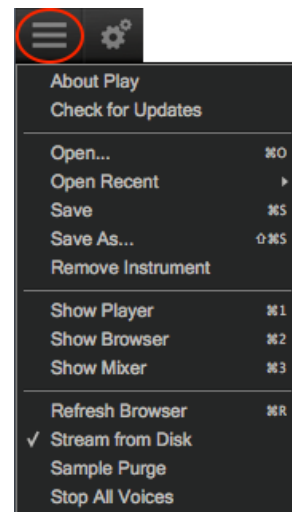 About Play
Check for Updates
Open... ⌘O
Open Recent
Save ⌘S
Save As... ⇧⌘S
Remove Instrument
Show Player ⌘1
Show Browser ⌘2
Show Mixer ⌘3
Refresh Browser ⌘R
✓ Stream from Disk
Sample Purge
Stop All Voices